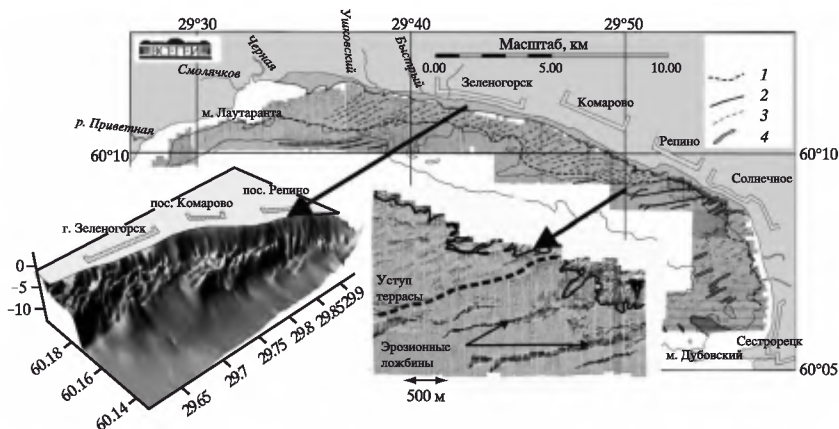 29°30
29°40
29°50
Смолячков
Черная
Ушковский
Быстрый
Масштаб, км
0.00 5.00 10.00
Зеленогорск
Комарово
Репино
Солнечное
1
2
3
4
м. Лаутаранта
р. Приветная
60°10
60°10
пос. Комарово
пос. Репино
г. Зеленогорск
0
−5
−10
60.18
60.16
60.14
29.65
29.7
29.75
29.8
29.85
29.9
Уступ
террасы
Эрозионные
ложбины
500 м
Сестрорецк
м. Дубовский
60°05